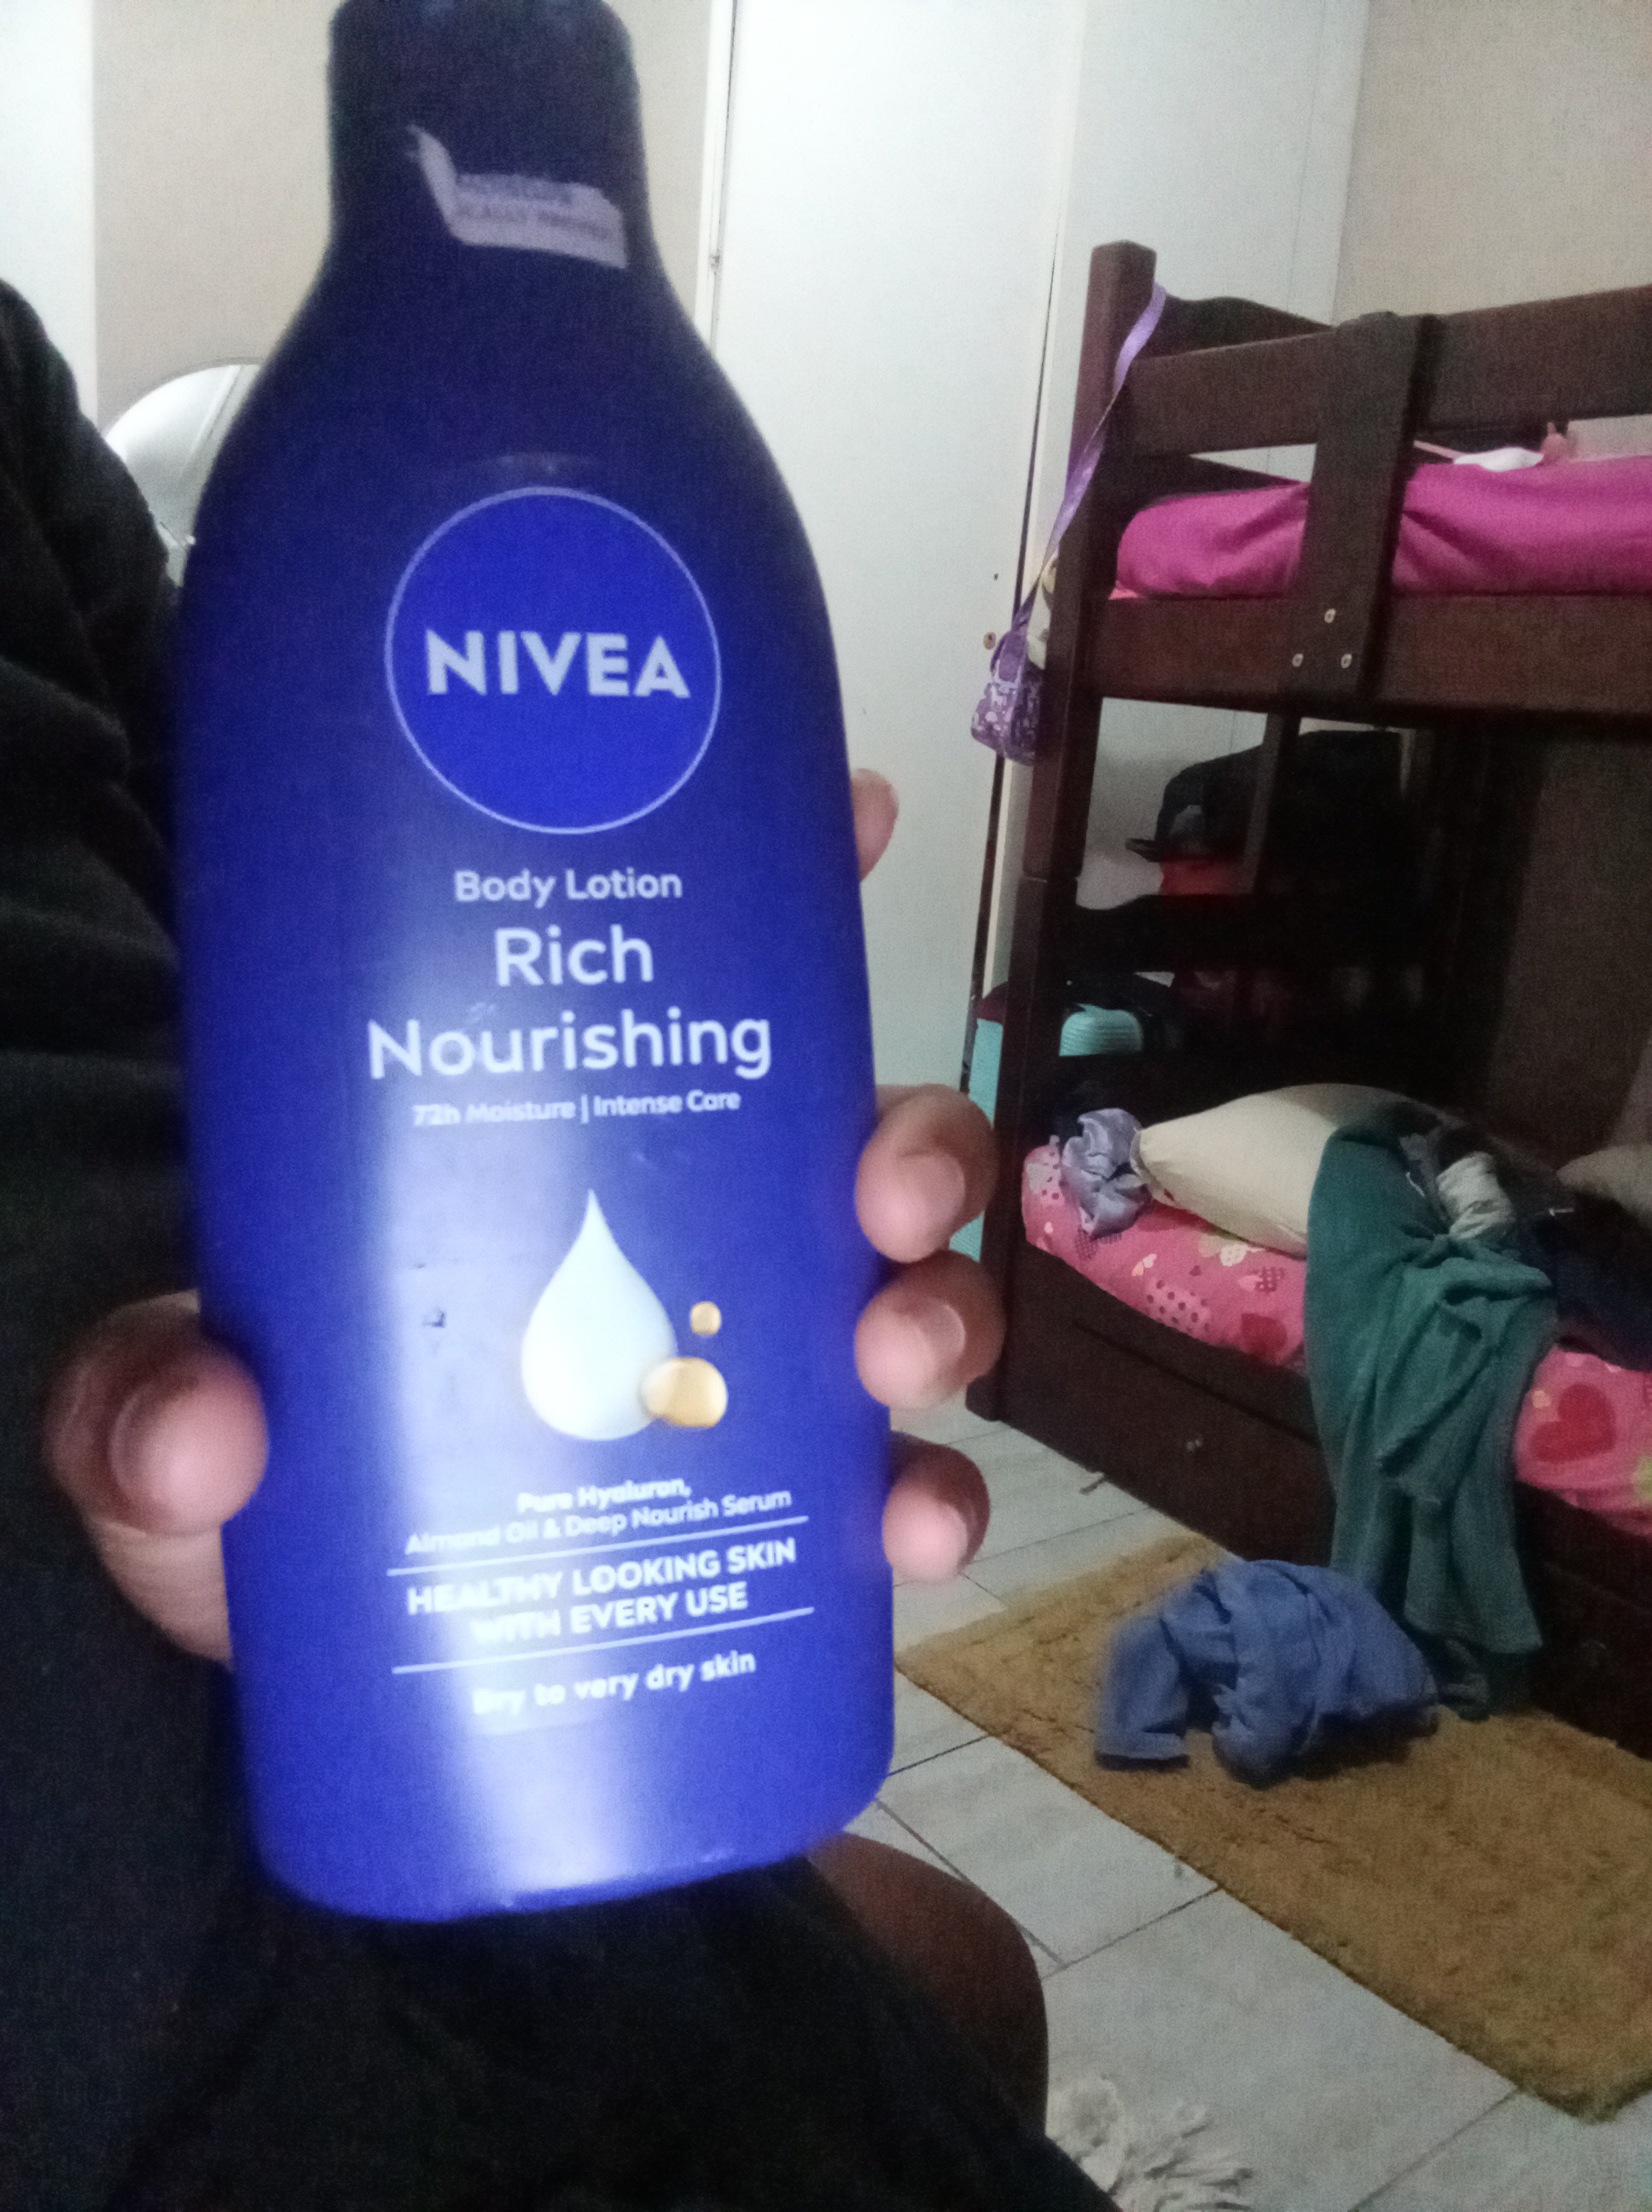 NIVEA
Body Lotion
Rich
Nourishing
72h Moisture | Intense Care
Pure Hyaluron,
Almond Oil & Deep Nourish Serum
HEALTHY LOOKING SKIN
WITH EVERY USE
Dry to very dry skin